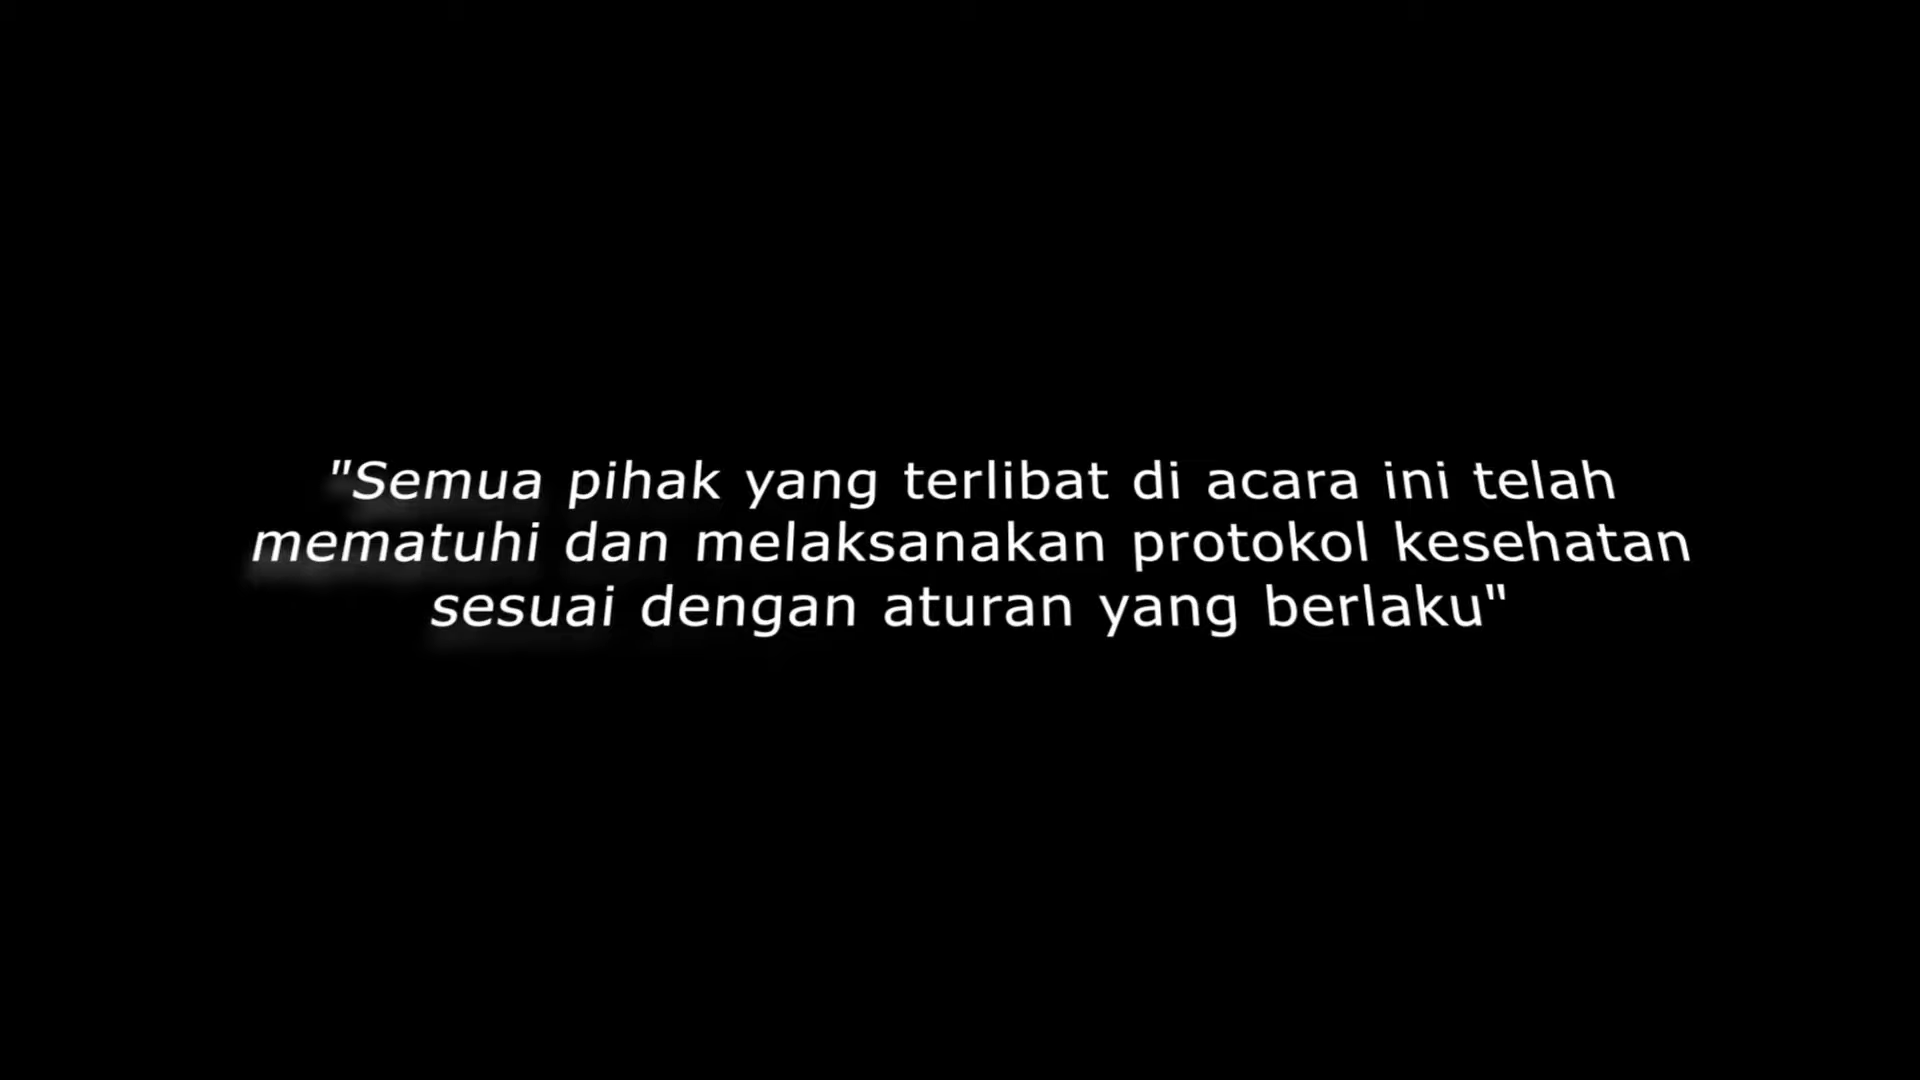 "Semua pihak yang terlibat di acara ini telah
mematuhi dan melaksanakan protokol kesehatan
sesuai dengan aturan yang berlaku"